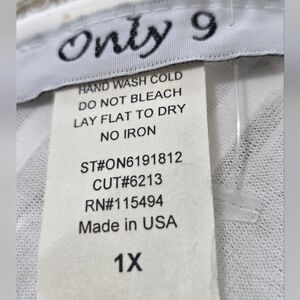 Only 9
HAND WASH COLD
DO NOT BLEACH
LAY FLAT TO DRY
NO IRON
ST#ON6191812
CUT#6213
RN#115494
Made in USA
1X